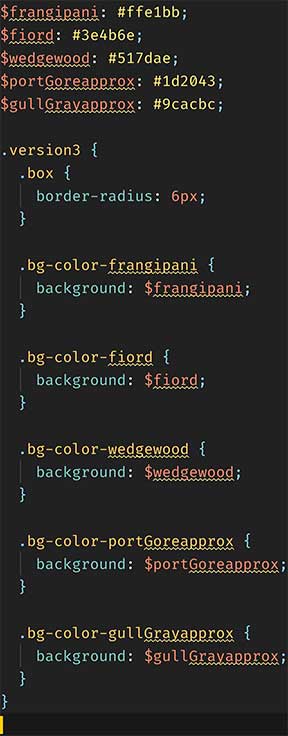 $frangipani: #ffe1bb;
$fiord: #3e4b6e;
$wedgewood: #517dae;
$portGoreapprox: #1d2043;
$gullGrayapprox: #9cacbc;
.version3 {
.box {
border-radius: 6px;
}
.bg-color-frangipani {
background: $frangipani;
}
.bg-color-fiord {
background: $fiord;
}
.bg-color-wedgewood {
background: $wedgewood;
}
.bg-color-portGoreapprox {
background: $portGoreapprox;
}
.bg-color-gullGrayapprox {
background: $gullGrayapprox;
}
}